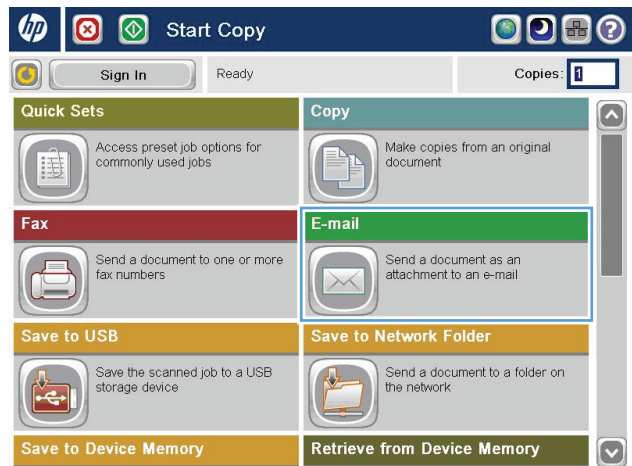 hp
Start Copy
?
Sign In
Ready
Copies: 1
Quick Sets
Access preset job options for
commonly used jobs
Copy
Make copies from an original
document
Fax
Send a document to one or more
fax numbers
E-mail
Send a document as an
attachment to an e-mail
Save to USB
Save the scanned job to a USB
storage device
Save to Network Folder
Send a document to a folder on
the network
Save to Device Memory
Retrieve from Device Memory